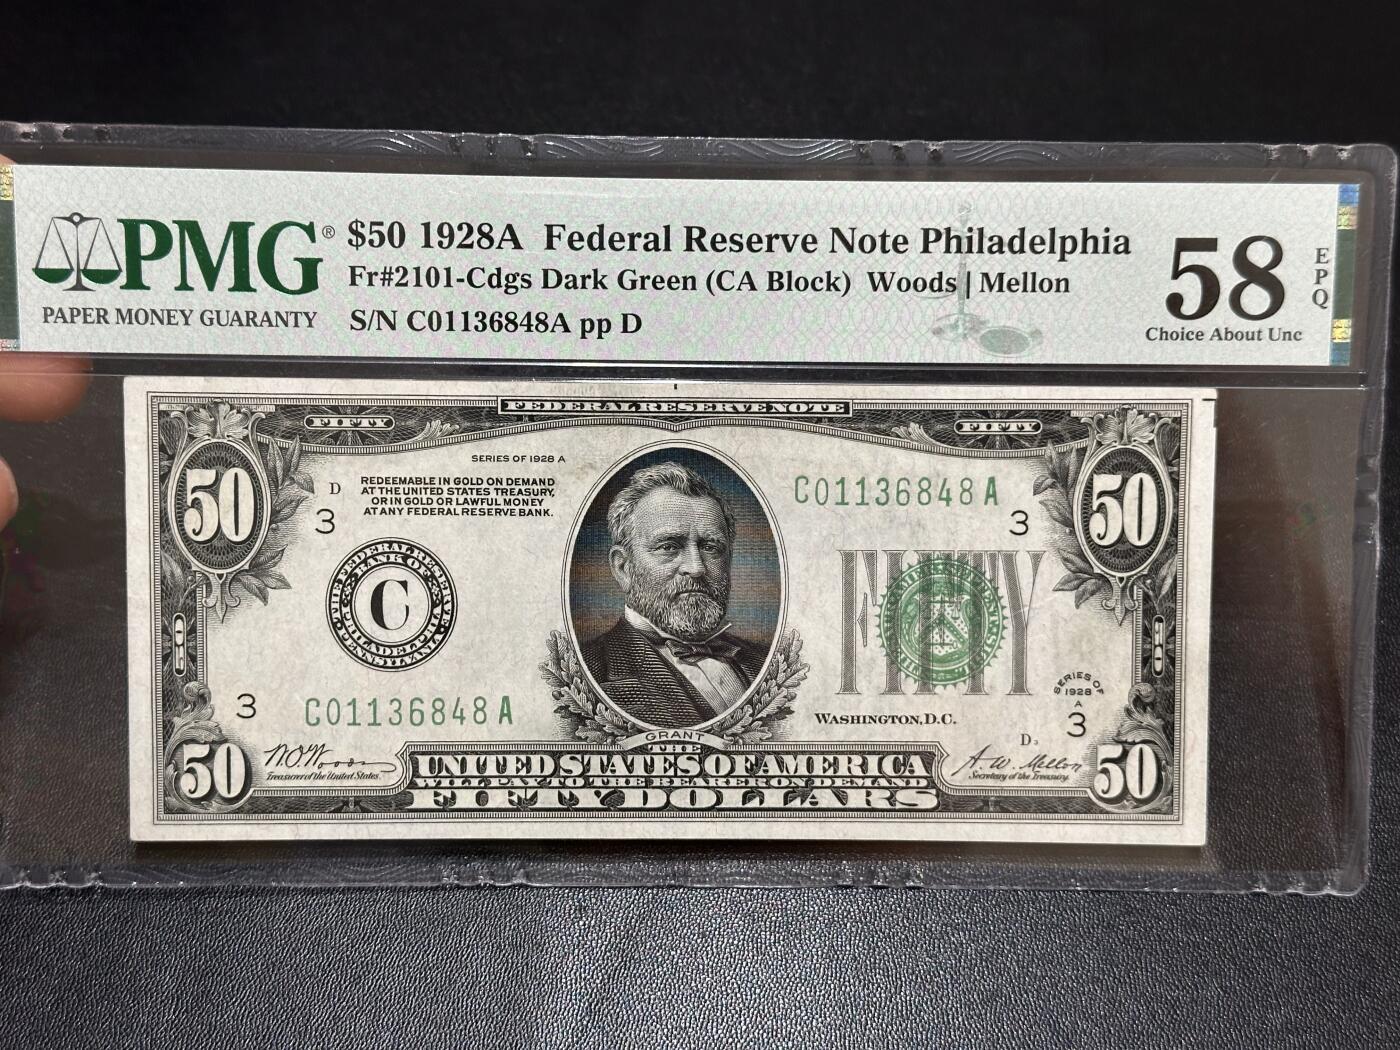 PMG®
PAPER MONEY GUARANTY
$50 1928A Federal Reserve Note Philadelphia
Fr#2101-Cdgs Dark Green (CA Block) Woods | Mellon
S/N C01136848A pp D
58
EPQ
Choice About Unc
FEDERAL RESERVE NOTE
FIFTY
FIFTY
SERIES OF 1928 A
50
50
D
REDEEMABLE IN GOLD ON DEMAND
AT THE UNITED STATES TREASURY,
OR IN GOLD OR LAWFUL MONEY
AT ANY FEDERAL RESERVE BANK.
C01136848A
3
3
C
FIFTY
50
50
SERIES OF
1928
A
3
C01136848A
3
WASHINGTON, D.C.
GRANT
D
W.O. Woods
Treasurer of the United States.
A. W. Mellon
Secretary of the Treasury.
50
50
THE
UNITED STATES OF AMERICA
WILL PAY TO THE BEARER ON DEMAND
FIFTY DOLLARS